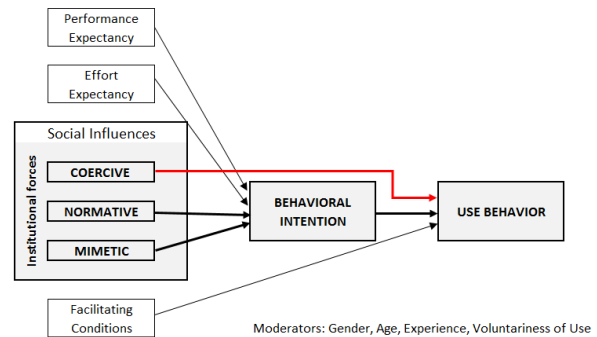 Performance
Expectancy
Effort
Expectancy
Social Influences
Institutional forces
COERCIVE
NORMATIVE
MIMETIC
BEHAVIORAL
INTENTION
USE BEHAVIOR
Facilitating
Conditions
Moderators: Gender, Age, Experience, Voluntariness of Use